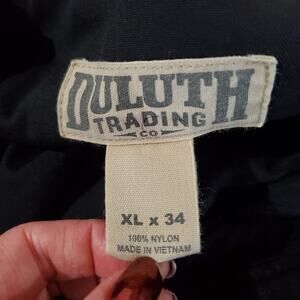 DULUTH
TRADING
CO
XL x 34
100% NYLON
MADE IN VIETNAM